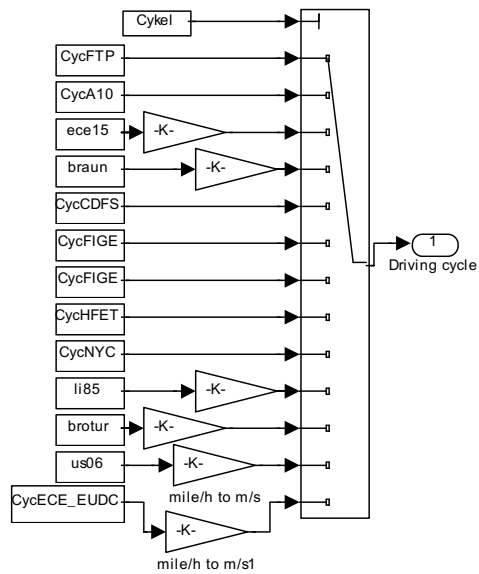 Cykel
CycFTP
CycA10
ece15
-K-
braun
-K-
CycCDFS
CycFIGE
1
Driving cycle
CycFIGE
CycHFET
CycNYC
li85
-K-
brotur
-K-
us06
-K-
mile/h to m/s
CycECE_EUDC
-K-
mile/h to m/s1